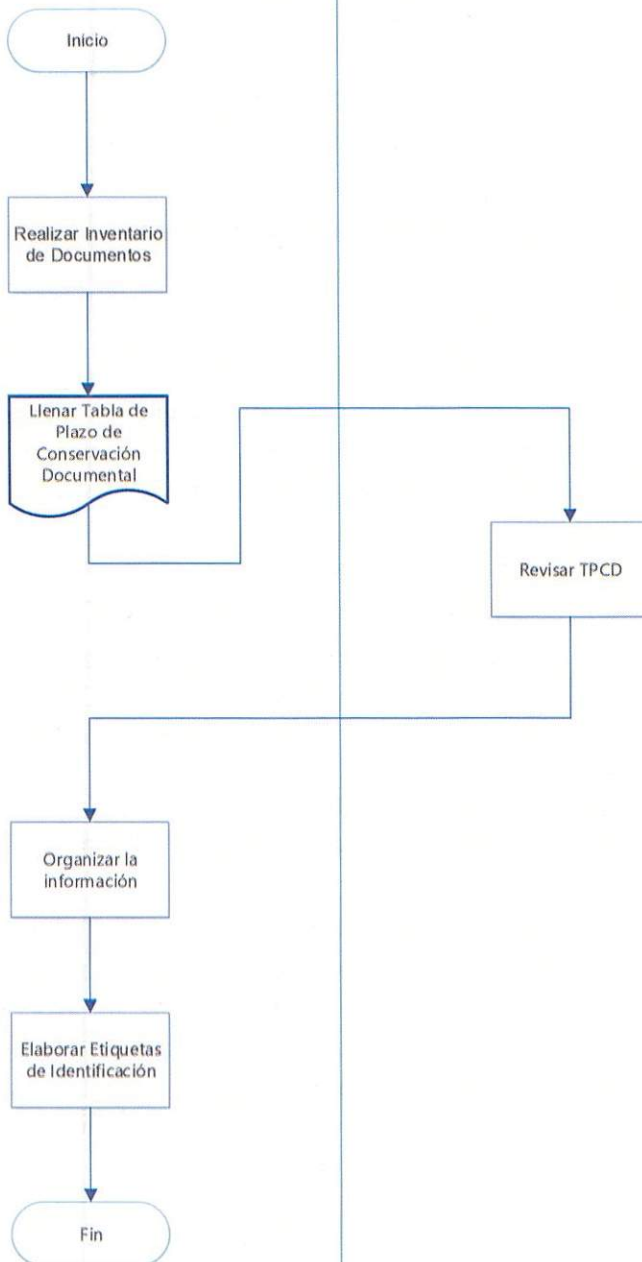 Inicio
Realizar Inventario
de Documentos
Llenar Tabla de
Plazo de
Conservación
Documental
Revisar TPCD
Organizar la
información
Elaborar Etiquetas
de Identificación
Fin